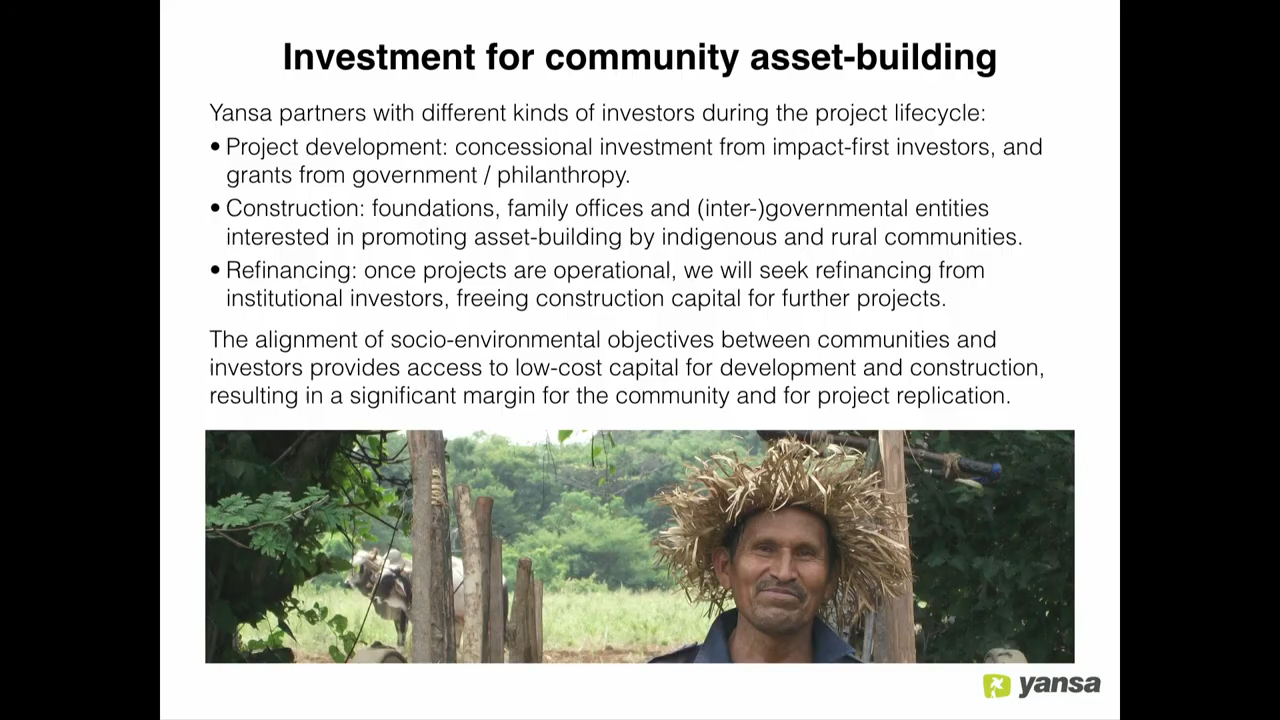 Investment for community asset-building
Yansa partners with different kinds of investors during the project lifecycle:
• Project development: concessional investment from impact-first investors, and
grants from government / philanthropy.
• Construction: foundations, family offices and (inter-)governmental entities
interested in promoting asset-building by indigenous and rural communities.
• Refinancing: once projects are operational, we will seek refinancing from
institutional investors, freeing construction capital for further projects.
The alignment of socio-environmental objectives between communities and
investors provides access to low-cost capital for development and construction,
resulting in a significant margin for the community and for project replication.
yansa